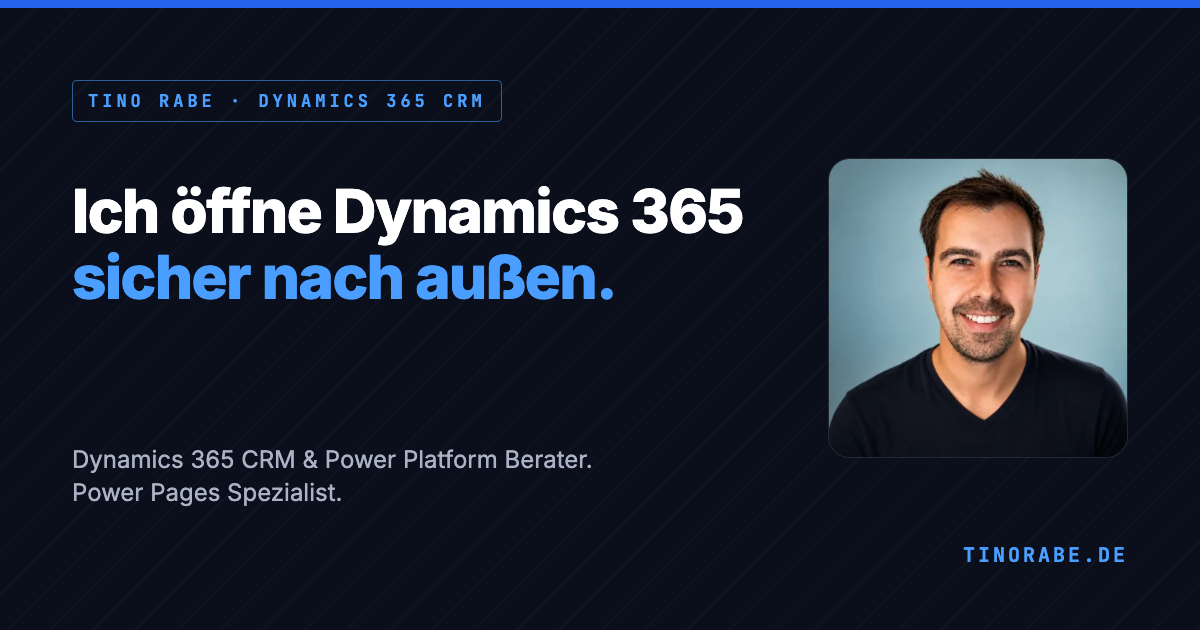 TINO RABE · DYNAMICS 365 CRM
Ich öffne Dynamics 365
sicher nach außen.
Dynamics 365 CRM & Power Platform Berater.
Power Pages Spezialist.
TINORABE.DE